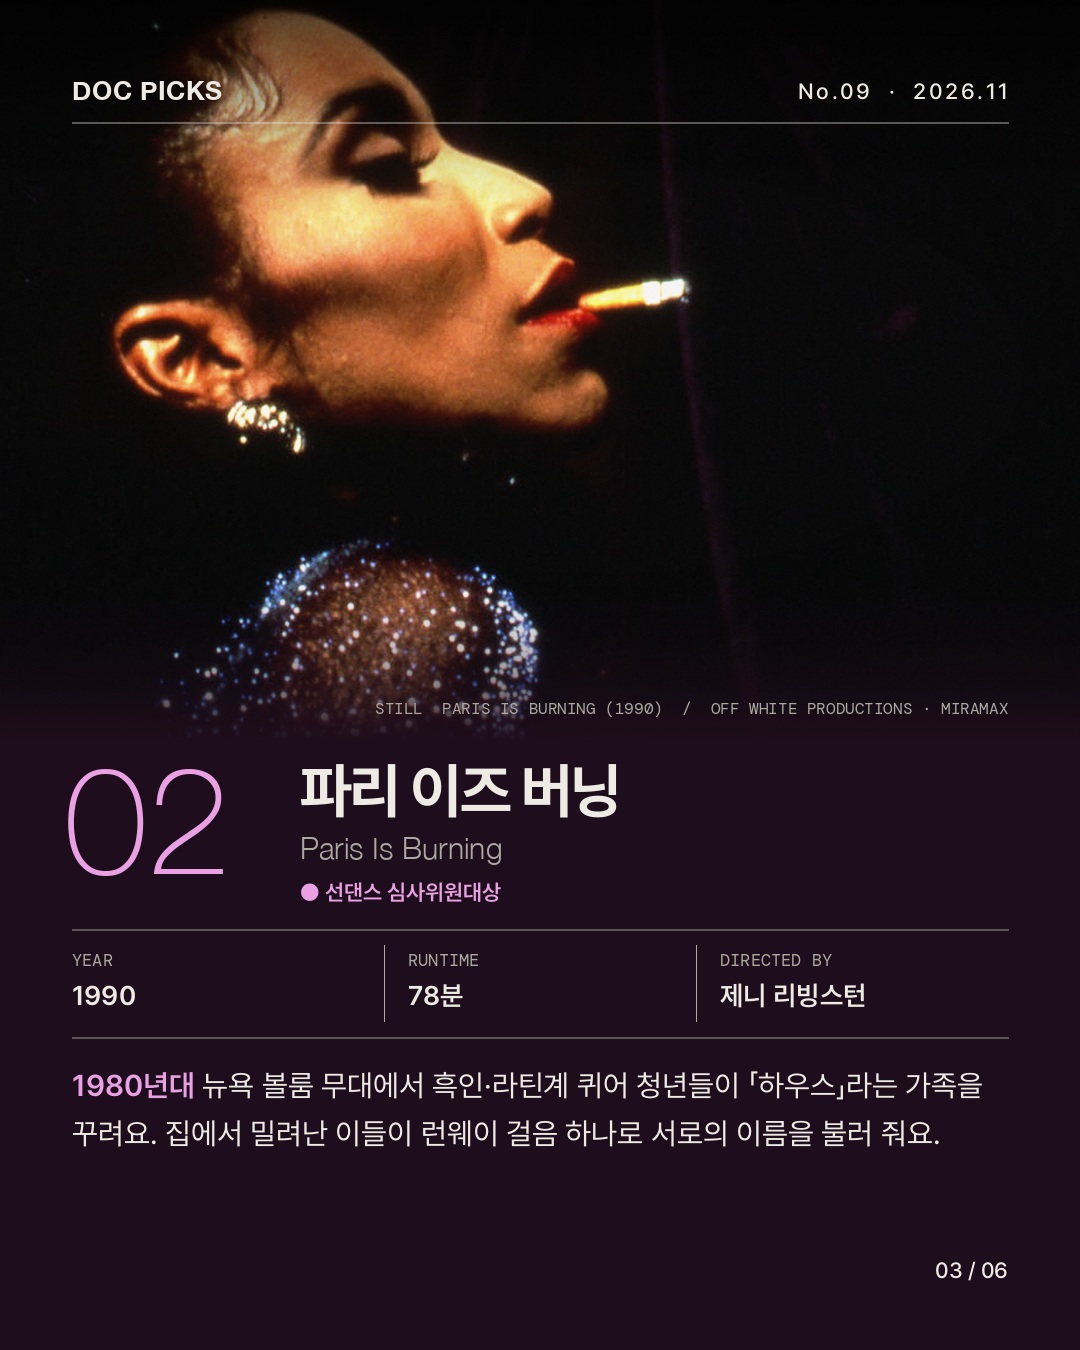 DOC PICKS
No.09 · 2026.11
STILL PARIS IS BURNING (1990) / OFF WHITE PRODUCTIONS · MIRAMAX
02
파리 이즈 버닝
Paris Is Burning
● 선댄스 심사위원대상
YEAR
1990
RUNTIME
78분
DIRECTED BY
제니 리빙스턴
1980년대 뉴욕 볼룸 무대에서 흑인·라틴계 퀴어 청년들이 「하우스」라는 가족을
꾸려요. 집에서 밀려난 이들이 런웨이 걸음 하나로 서로의 이름을 불러 줘요.
03 / 06